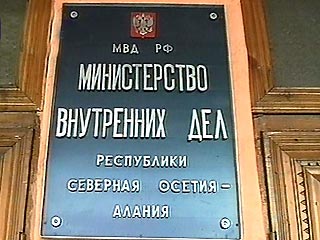 МВД РФ
МИНИСТЕРСТВО
ВНУТРЕННИХ ДЕЛ
РЕСПУБЛИКИ
СЕВЕРНАЯ ОСЕТИЯ-
АЛАНИЯ